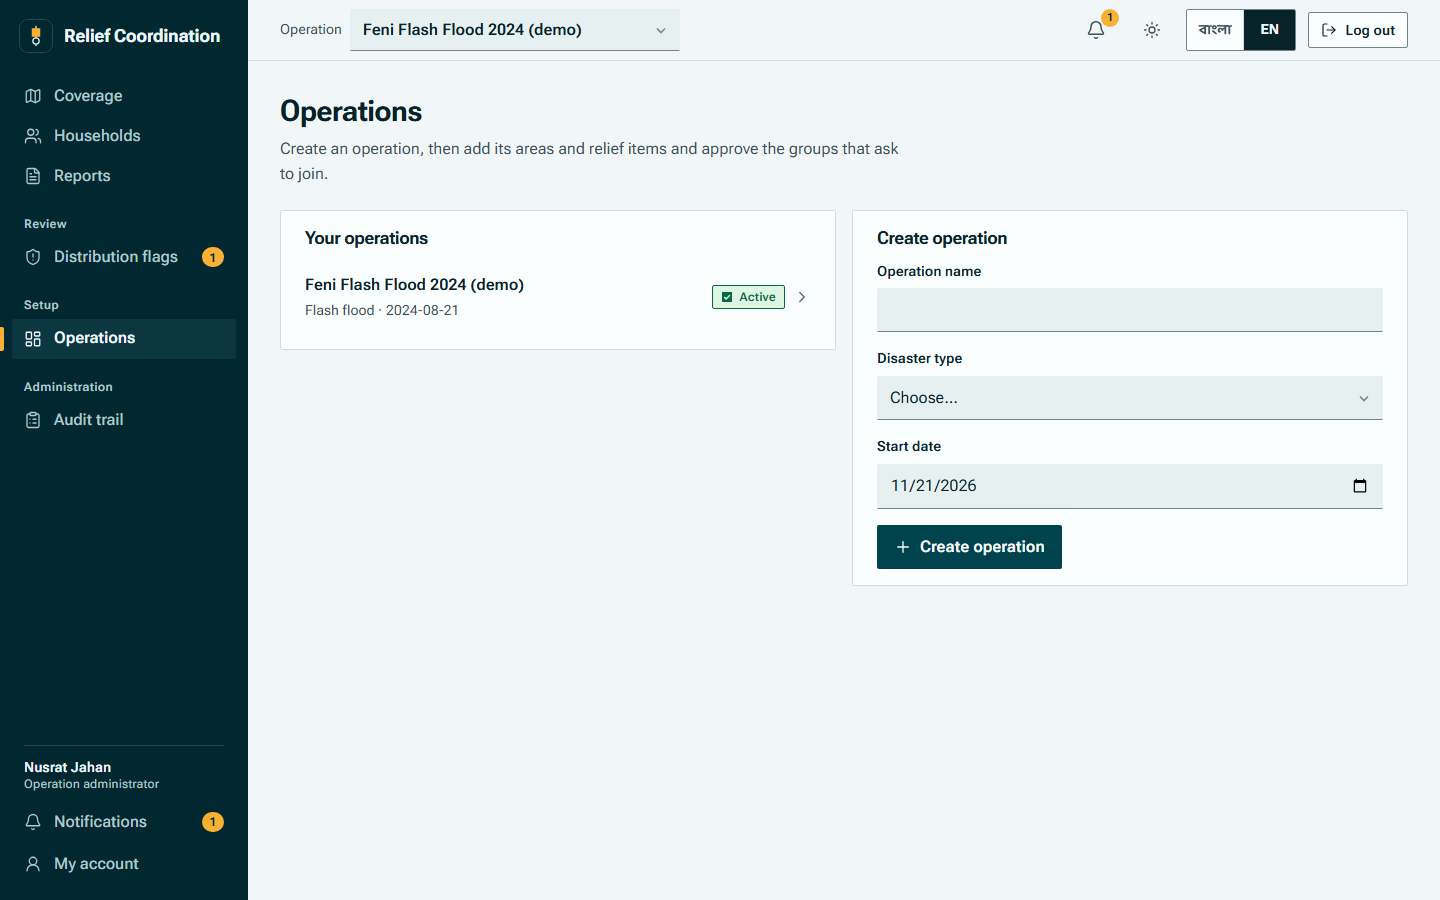 Relief Coordination
Coverage
Households
Reports
Review
Distribution flags 1
Setup
Operations
Administration
Audit trail
Nusrat Jahan
Operation administrator
Notifications 1
My account
Operation Feni Flash Flood 2024 (demo)
1
বাংলা EN
Log out
Operations
Create an operation, then add its areas and relief items and approve the groups that ask
to join.
Your operations
Feni Flash Flood 2024 (demo)
Flash flood · 2024-08-21
Active
Create operation
Operation name
Disaster type
Choose...
Start date
11/21/2026
Create operation